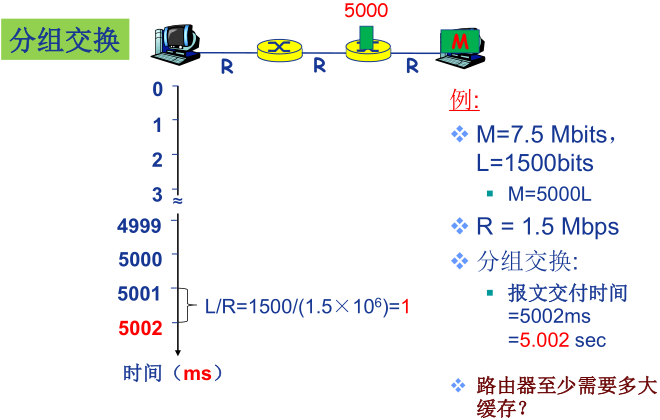 分组交换
5000
M
R
R
R
0
1
2
3
≈
4999
5000
5001
5002
L/R=1500/(1.5×10⁶)=1
时间（ms）
例:
M=7.5 Mbits，
L=1500bits
M=5000L
R = 1.5 Mbps
分组交换:
报文交付时间
=5002ms
=5.002 sec
路由器至少需要多大
缓存？